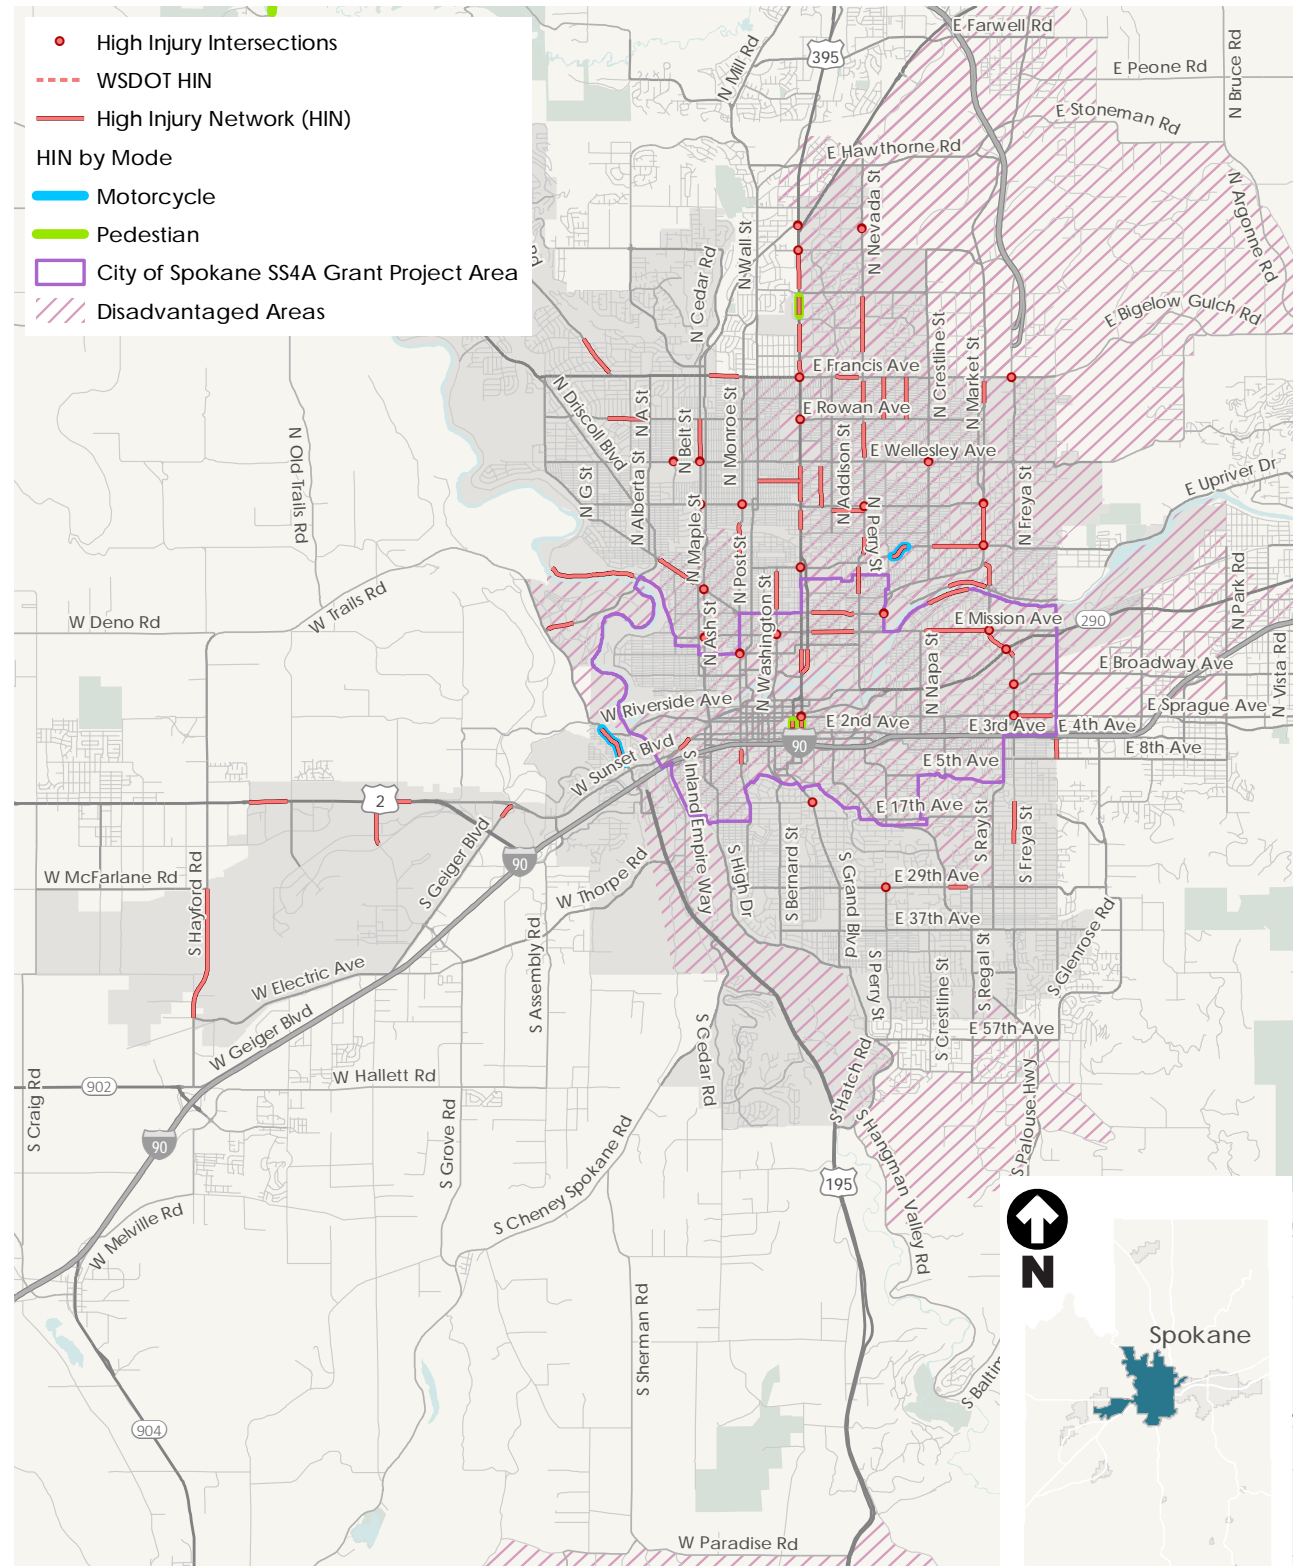 High Injury Intersections
WSDOT HIN
High Injury Network (HIN)
HIN by Mode
Motorcycle
Pedestian
City of Spokane SS4A Grant Project Area
Disadvantaged Areas
395
N Mill Rd
E Farwell Rd
E Peone Rd
N Bruce Rd
E Stoneman Rd
E Hawthorne Rd
N Nevada St
N Argonne Rd
N Wall St
N Cedar Rd
E Bigelow Gulch Rd
N Crestline St
N Market St
E Francis Ave
N Driscoll Blvd
N A St
N Belt St
N Monroe St
E Rowan Ave
N Addison St
E Wellesley Ave
N Old Trails Rd
N G St
N Alberta St
N Maple St
N Perry St
N Freya St
E Upriver Dr
N Post St
N Washington St
N Park Rd
W Trails Rd
W Deno Rd
N Ash St
E Mission Ave
290
N Napa St
E Broadway Ave
N Vista Rd
W Riverside Ave
E Sprague Ave
E 2nd Ave
E 3rd Ave
E 4th Ave
90
E 8th Ave
W Sunset Blvd
E 5th Ave
S Inland Empire Way
2
E 17th Ave
S Ray St
S Freya St
S Geiger Blvd
90
S High Dr
S Bernard St
S Grand Blvd
W McFarlane Rd
S Hayford Rd
W Thorpe Rd
E 29th Ave
E 37th Ave
S Glenrose Rd
S Assembly Rd
S Perry St
S Crestline St
S Regal St
W Electric Ave
W Geiger Blvd
S Cedar Rd
E 57th Ave
S Hatch Rd
S Palouse Hwy
902
W Hallett Rd
S Craig Rd
90
S Grove Rd
S Hangman Valley Rd
195
S Cheney Spokane Rd
W Melville Rd
N
Spokane
S Sherman Rd
904
W Paradise Rd